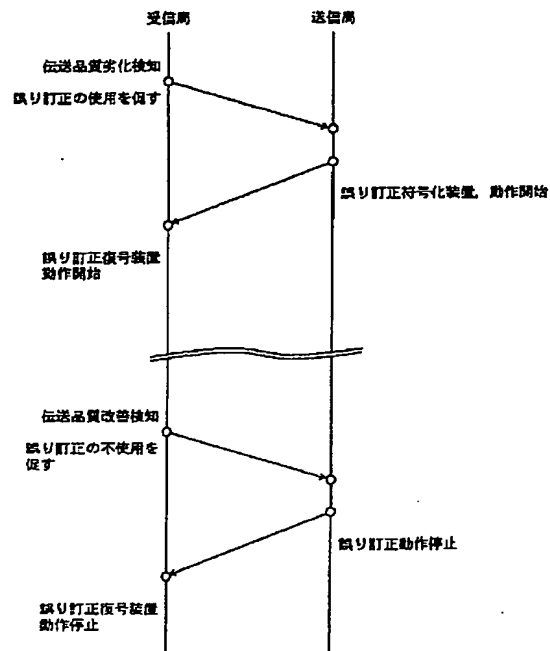 受信局
送信局
伝送品質劣化検知
誤り訂正の使用を促す
誤り訂正符号化装置, 動作開始
誤り訂正復号装置
動作開始
伝送品質改善検知
誤り訂正の不使用を
促す
誤り訂正動作停止
誤り訂正復号装置
動作停止